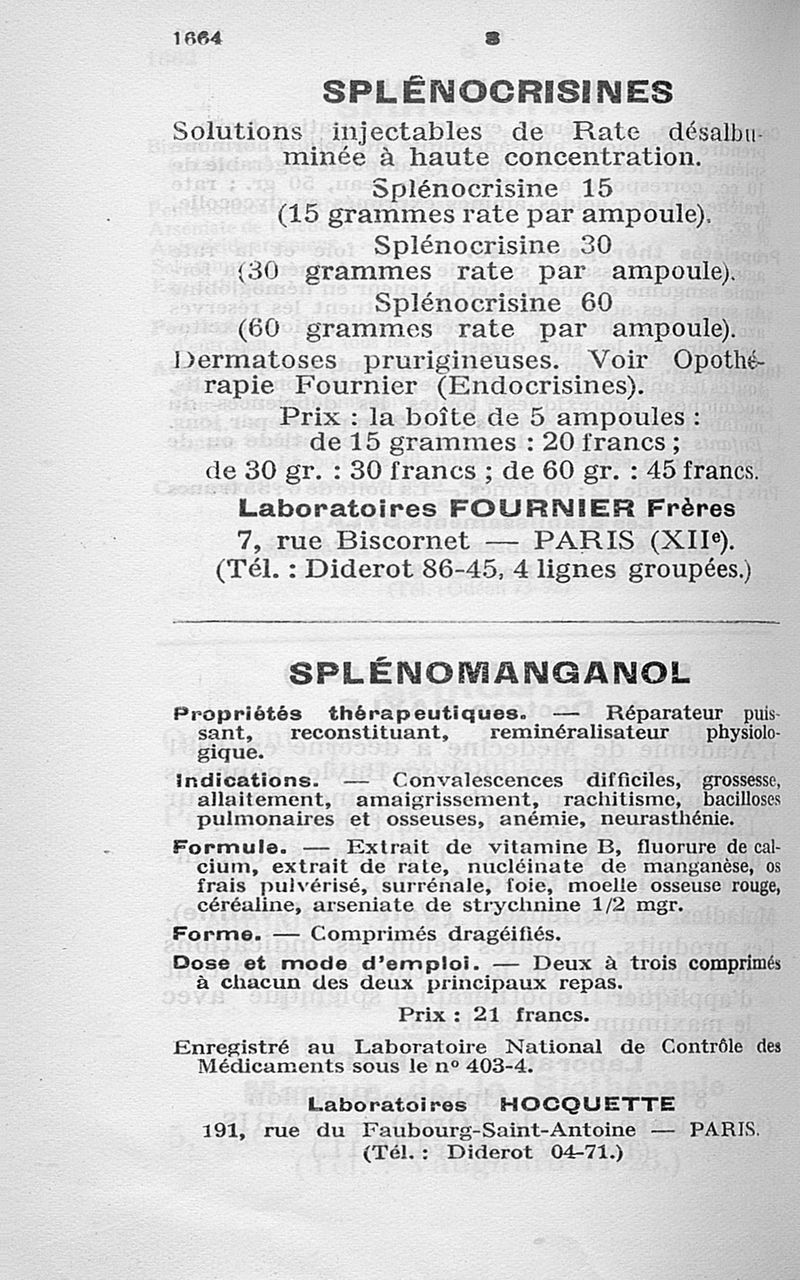 1664
S
SPLÉNOCRISINES
Solutions injectables de Rate désalbu-
minée à haute concentration.
Splénocrisine 15
(15 grammes rate par ampoule).
Splénocrisine 30
(30 grammes rate par ampoule).
Splénocrisine 60
(60 grammes rate par ampoule).
Dermatoses prurigineuses. Voir Opothé-
rapie Fournier (Endocrisines).
Prix : la boîte de 5 ampoules :
de 15 grammes : 20 francs ;
de 30 gr. : 30 francs ; de 60 gr. : 45 francs.
Laboratoires FOURNIER Frères
7, rue Biscornet — PARIS (XIIe).
(Tél. : Diderot 86-45, 4 lignes groupées.)
SPLÉNOMANGANOL
Propriétés thérapeutiques. — Réparateur puis-
sant, reconstituant, reminéralisateur physiolo-
gique.
Indications. — Convalescences difficiles, grossesse,
allaitement, amaigrissement, rachitisme, bacilloses
pulmonaires et osseuses, anémie, neurasthénie.
Formule. — Extrait de vitamine B, fluorure de cal-
cium, extrait de rate, nucléinate de manganèse, os
frais pulvérisé, surrénale, foie, moelle osseuse rouge,
céréaline, arseniate de strychnine 1/2 mgr.
Forme. — Comprimés dragéifiés.
Dose et mode d'emploi. — Deux à trois comprimés
à chacun des deux principaux repas.
Prix : 21 francs.
Enregistré au Laboratoire National de Contrôle des
Médicaments sous le nº 403-4.
Laboratoires HOCQUETTE
191, rue du Faubourg-Saint-Antoine — PARIS.
(Tél. : Diderot 04-71.)